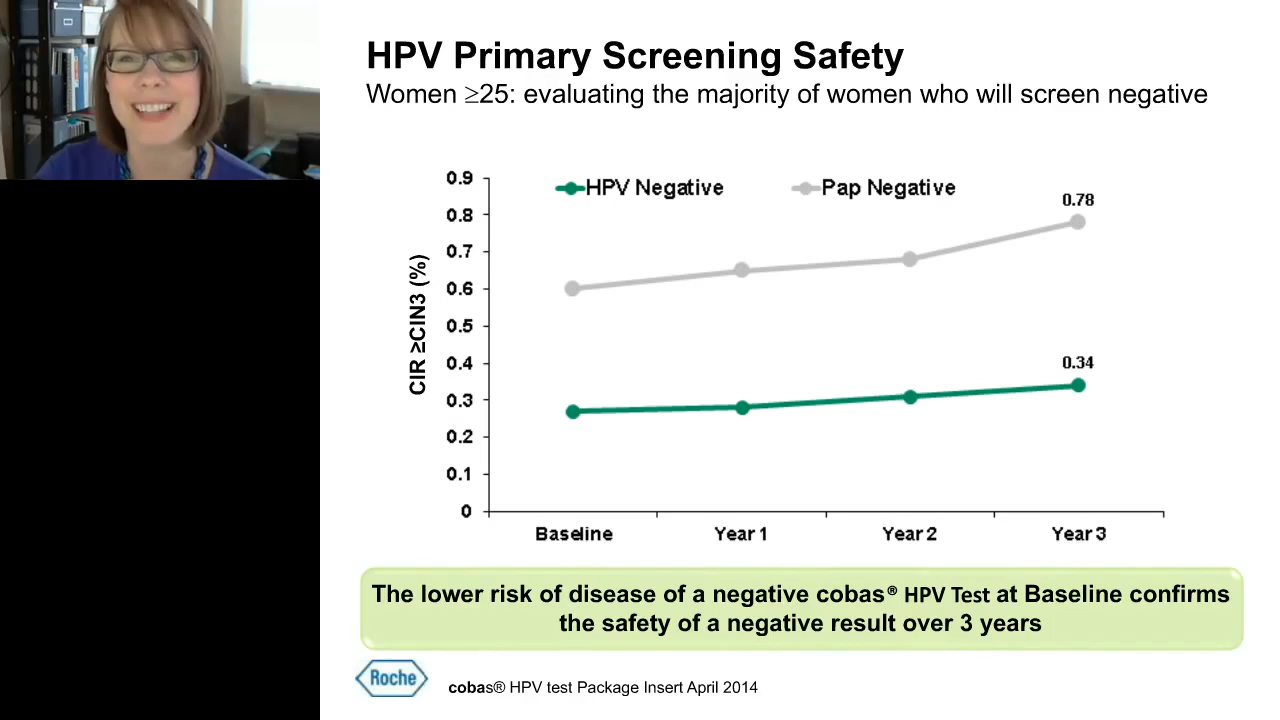 HPV Primary Screening Safety
Women ≥25: evaluating the majority of women who will screen negative
HPV Negative
Pap Negative
0.9
0.8
0.7
0.6
0.5
0.4
0.3
0.2
0.1
0
CIR ≥CIN3 (%)
0.78
0.34
Baseline
Year 1
Year 2
Year 3
The lower risk of disease of a negative cobas® HPV Test at Baseline confirms
the safety of a negative result over 3 years
Roche
cobas® HPV test Package Insert April 2014